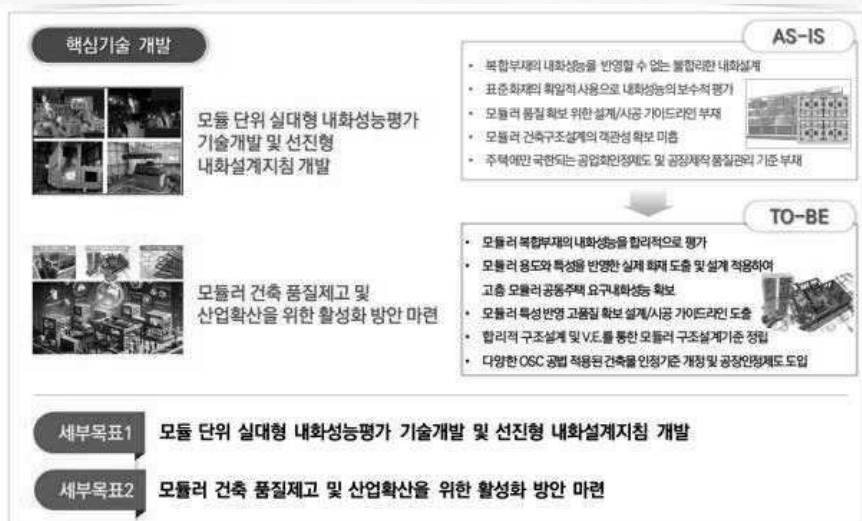 핵심기술 개발
모듈 단위 실대형 내화성능평가
기술개발 및 선진형
내화설계지침 개발
모듈러 건축 품질제고 및
산업확산을 위한 활성화 방안 마련
AS-IS
• 복합부재의 내화성능을 반영할 수 없는 불합리한 내화설계
• 표준화재의 획일적 사용으로 내화성능의 보수적 평가
• 모듈러 품질 확보 위한 설계/시공 가이드라인 부재
• 모듈러 건축구조설계의 객관성 확보 미흡
• 주택에만 국한되는 공업화인정제도 및 공장제작 품질관리 기준 부재
TO-BE
• 모듈러 복합부재의 내화성능을 합리적으로 평가
• 모듈러 용도와 특성을 반영한 실제 화재 도출 및 설계 적용하여
고층 모듈러 공동주택 요구내화성능 확보
• 모듈러 특성 반영 고품질 확보 설계/시공 가이드라인 도출
• 합리적 구조설계 및 V.E.를 통한 모듈러 구조설계기준 정립
• 다양한 OSC 공법 적용된 건축물 인정기준 개정 및 공장인정제도 도입
세부목표1 모듈 단위 실대형 내화성능평가 기술개발 및 선진형 내화설계지침 개발
세부목표2 모듈러 건축 품질제고 및 산업확산을 위한 활성화 방안 마련